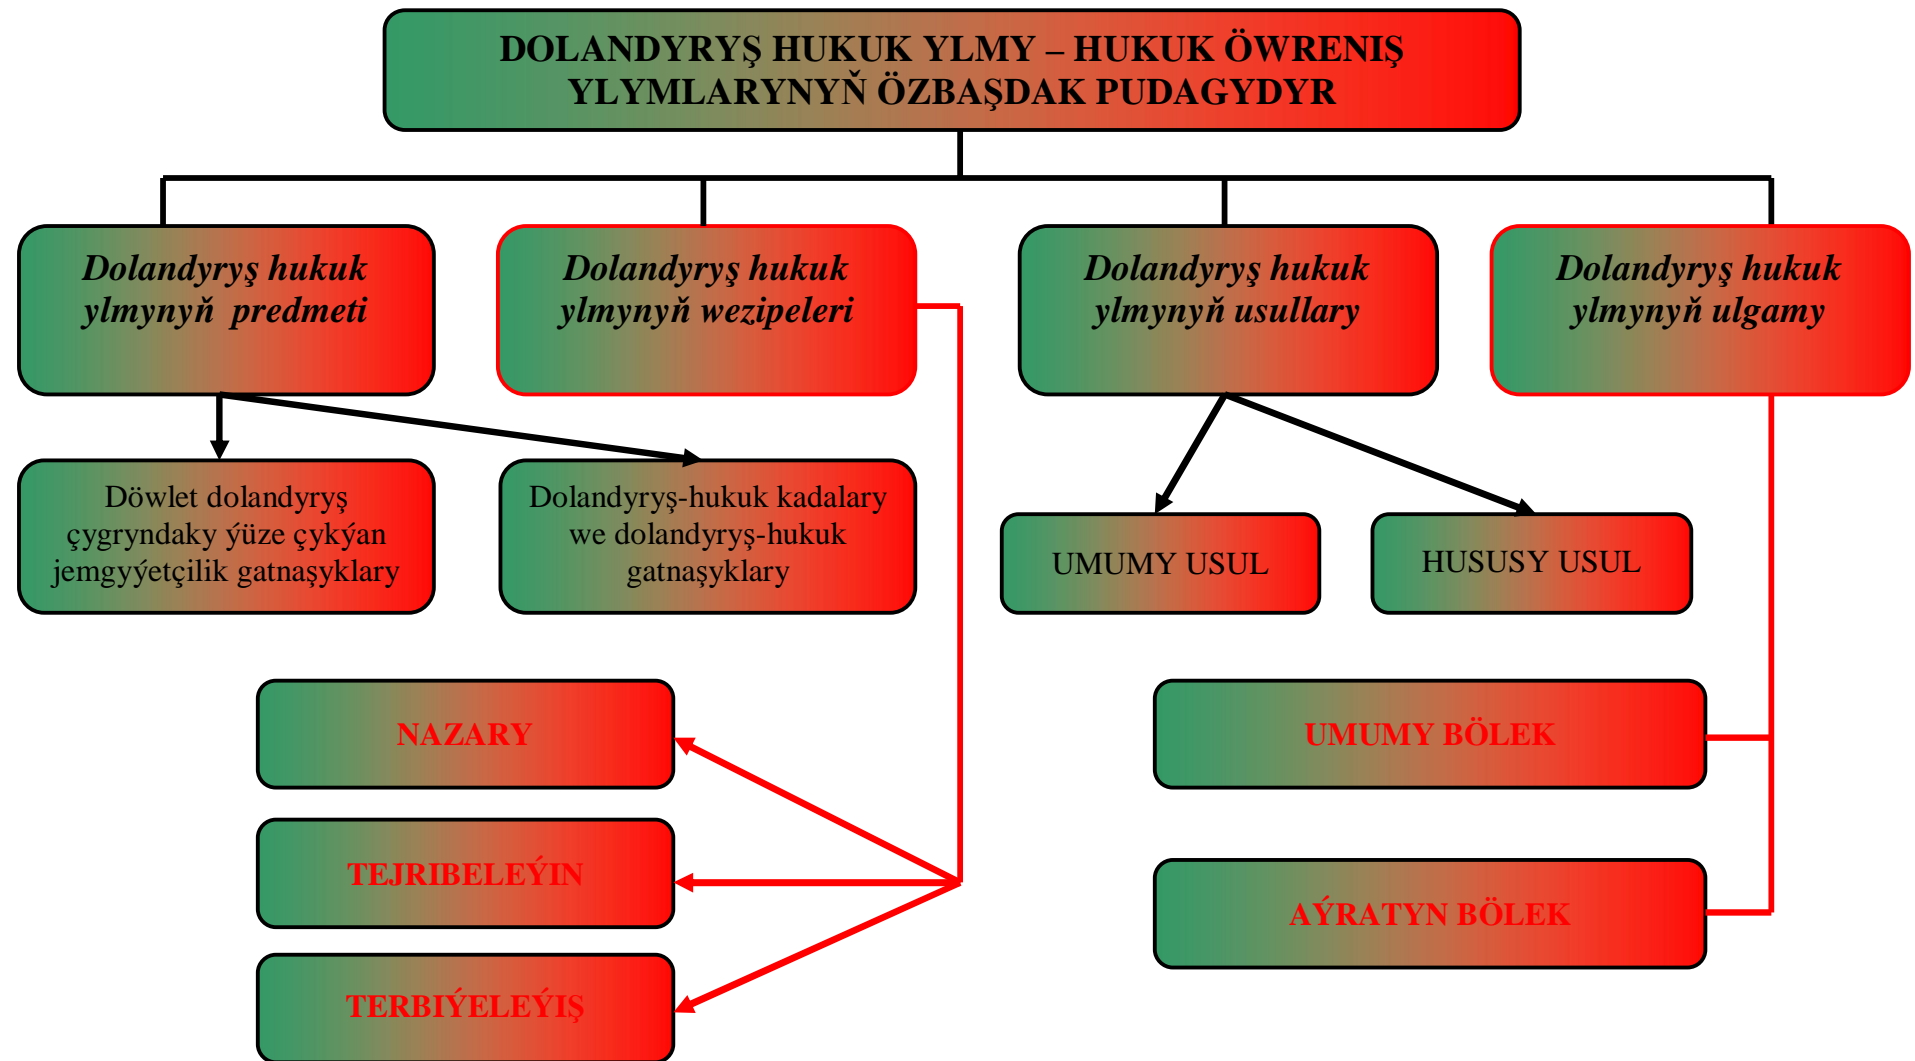 DOLANDYRYŞ HUKUK YLMY – HUKUK ÖWRENIŞ
YLYMLARYNYŇ ÖZBAŞDAK PUDAGYDYR
Dolandyryş hukuk
ylmynyň predmeti
Dolandyryş hukuk
ylmynyň wezipeleri
Dolandyryş hukuk
ylmynyň usullary
Dolandyryş hukuk
ylmynyň ulgamy
Döwlet dolandyryş
çygryndaky ýüze çykýan
jemgyýetçilik gatnaşyklary
Dolandyryş-hukuk kadalary
we dolandyryş-hukuk
gatnaşyklary
UMUMY USUL
HUSUSY USUL
NAZARY
TEJRIBELEÝIN
TERBIÝELEÝIŞ
UMUMY BÖLEK
AÝRATYN BÖLEK